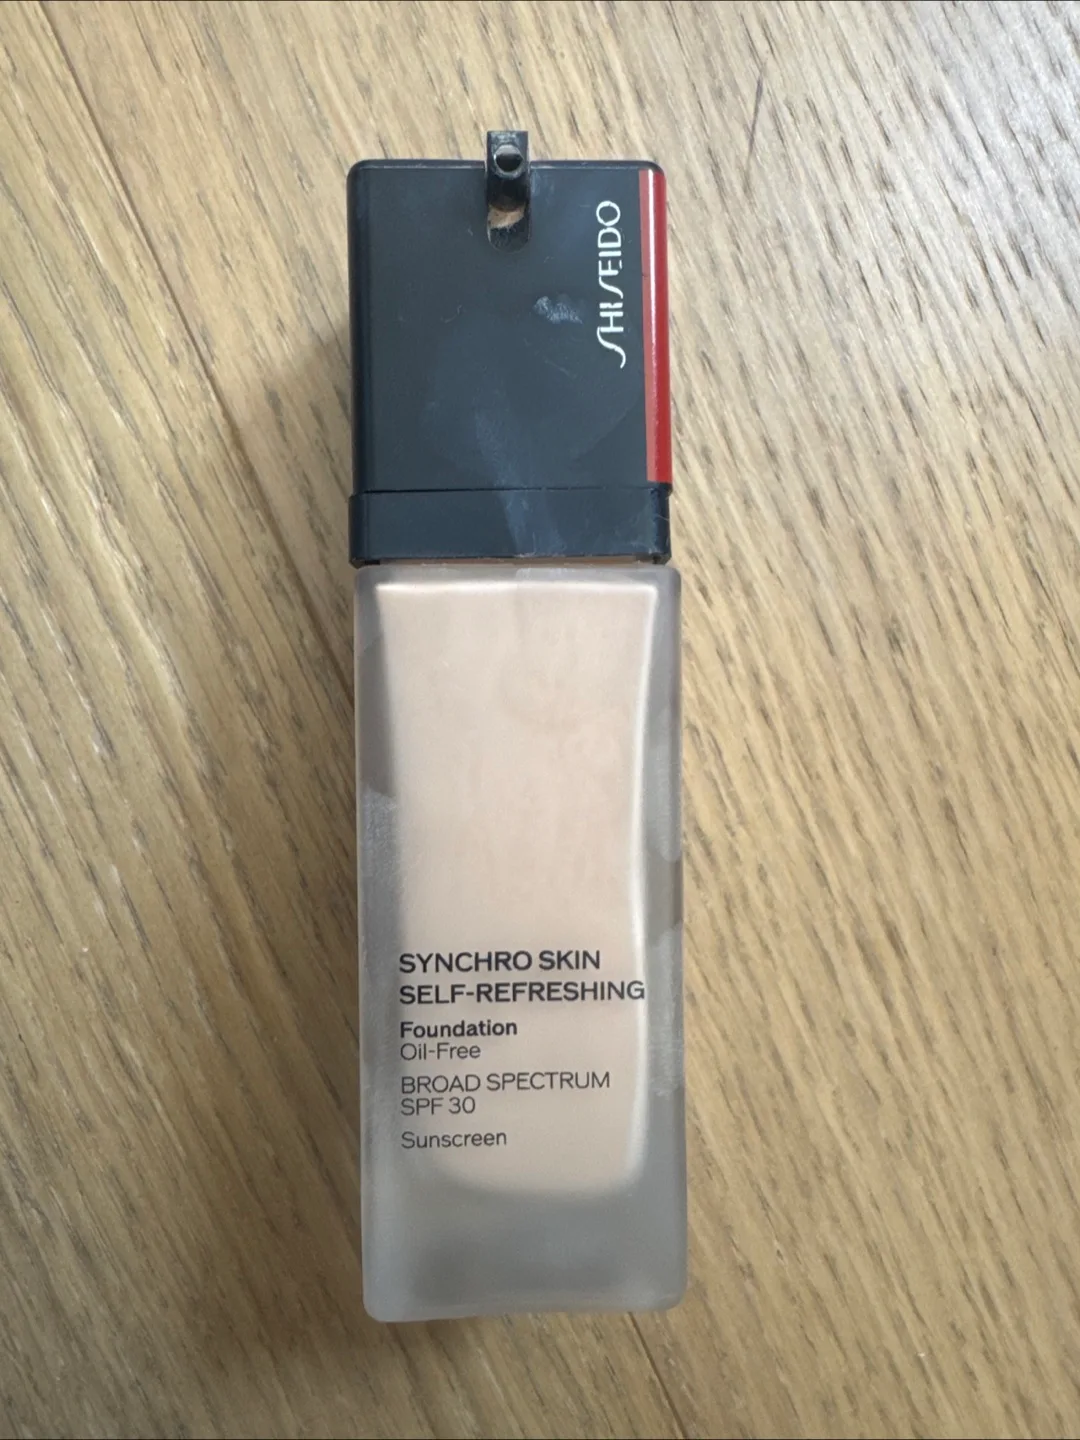 SHISEIDO
SYNCHRO SKIN
SELF-REFRESHING
Foundation
Oil-Free
BROAD SPECTRUM
SPF 30
Sunscreen